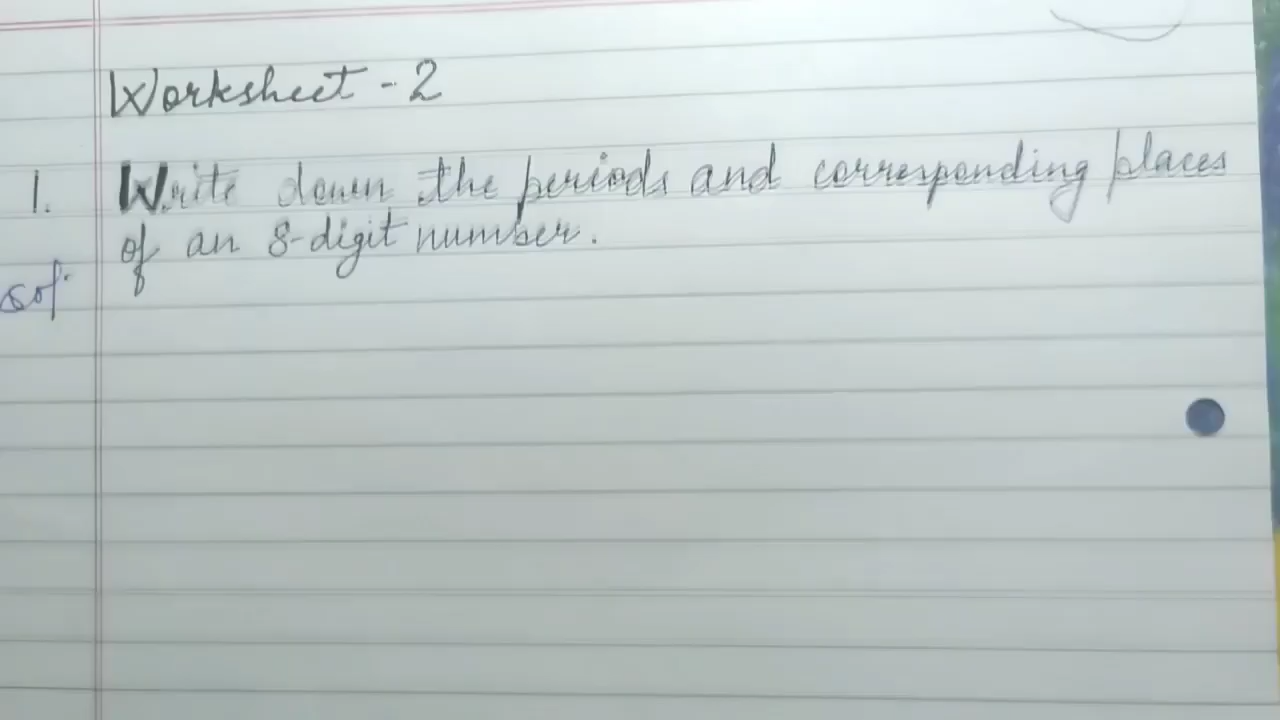 Worksheet - 2
1. Write down the periods and corresponding places
of an 8-digit number.
Sol.